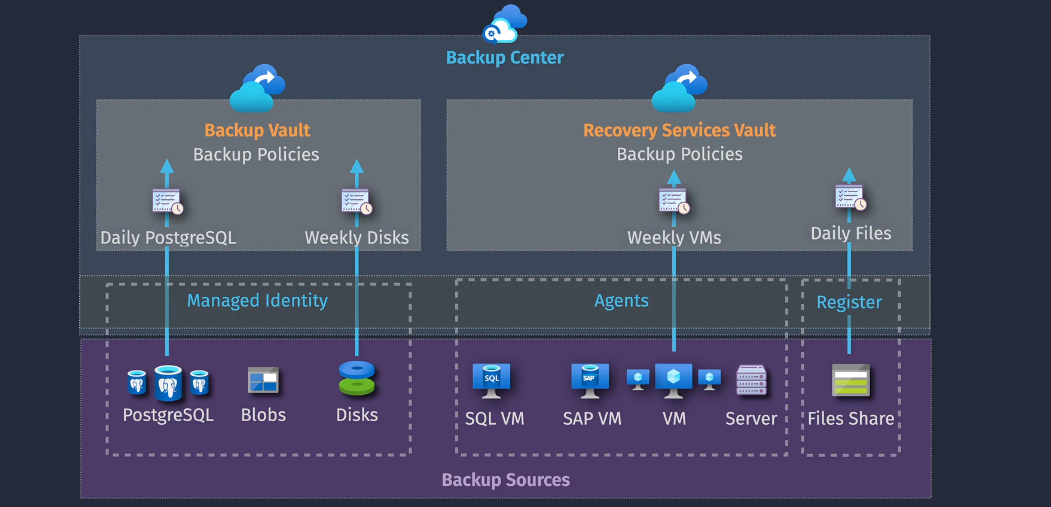 Backup Center
Backup Vault
Backup Policies
Recovery Services Vault
Backup Policies
Daily PostgreSQL
Weekly Disks
Weekly VMs
Daily Files
Managed Identity
Agents
Register
SQL
SAP
PostgreSQL
Blobs
Disks
SQL VM
SAP VM
VM
Server
Files Share
Backup Sources